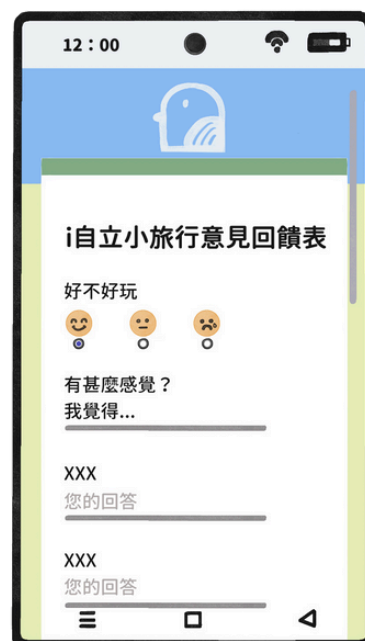 12：00
i自立小旅行意見回饋表
好不好玩
有甚麼感覺？
我覺得...
XXX
您的回答
XXX
您的回答